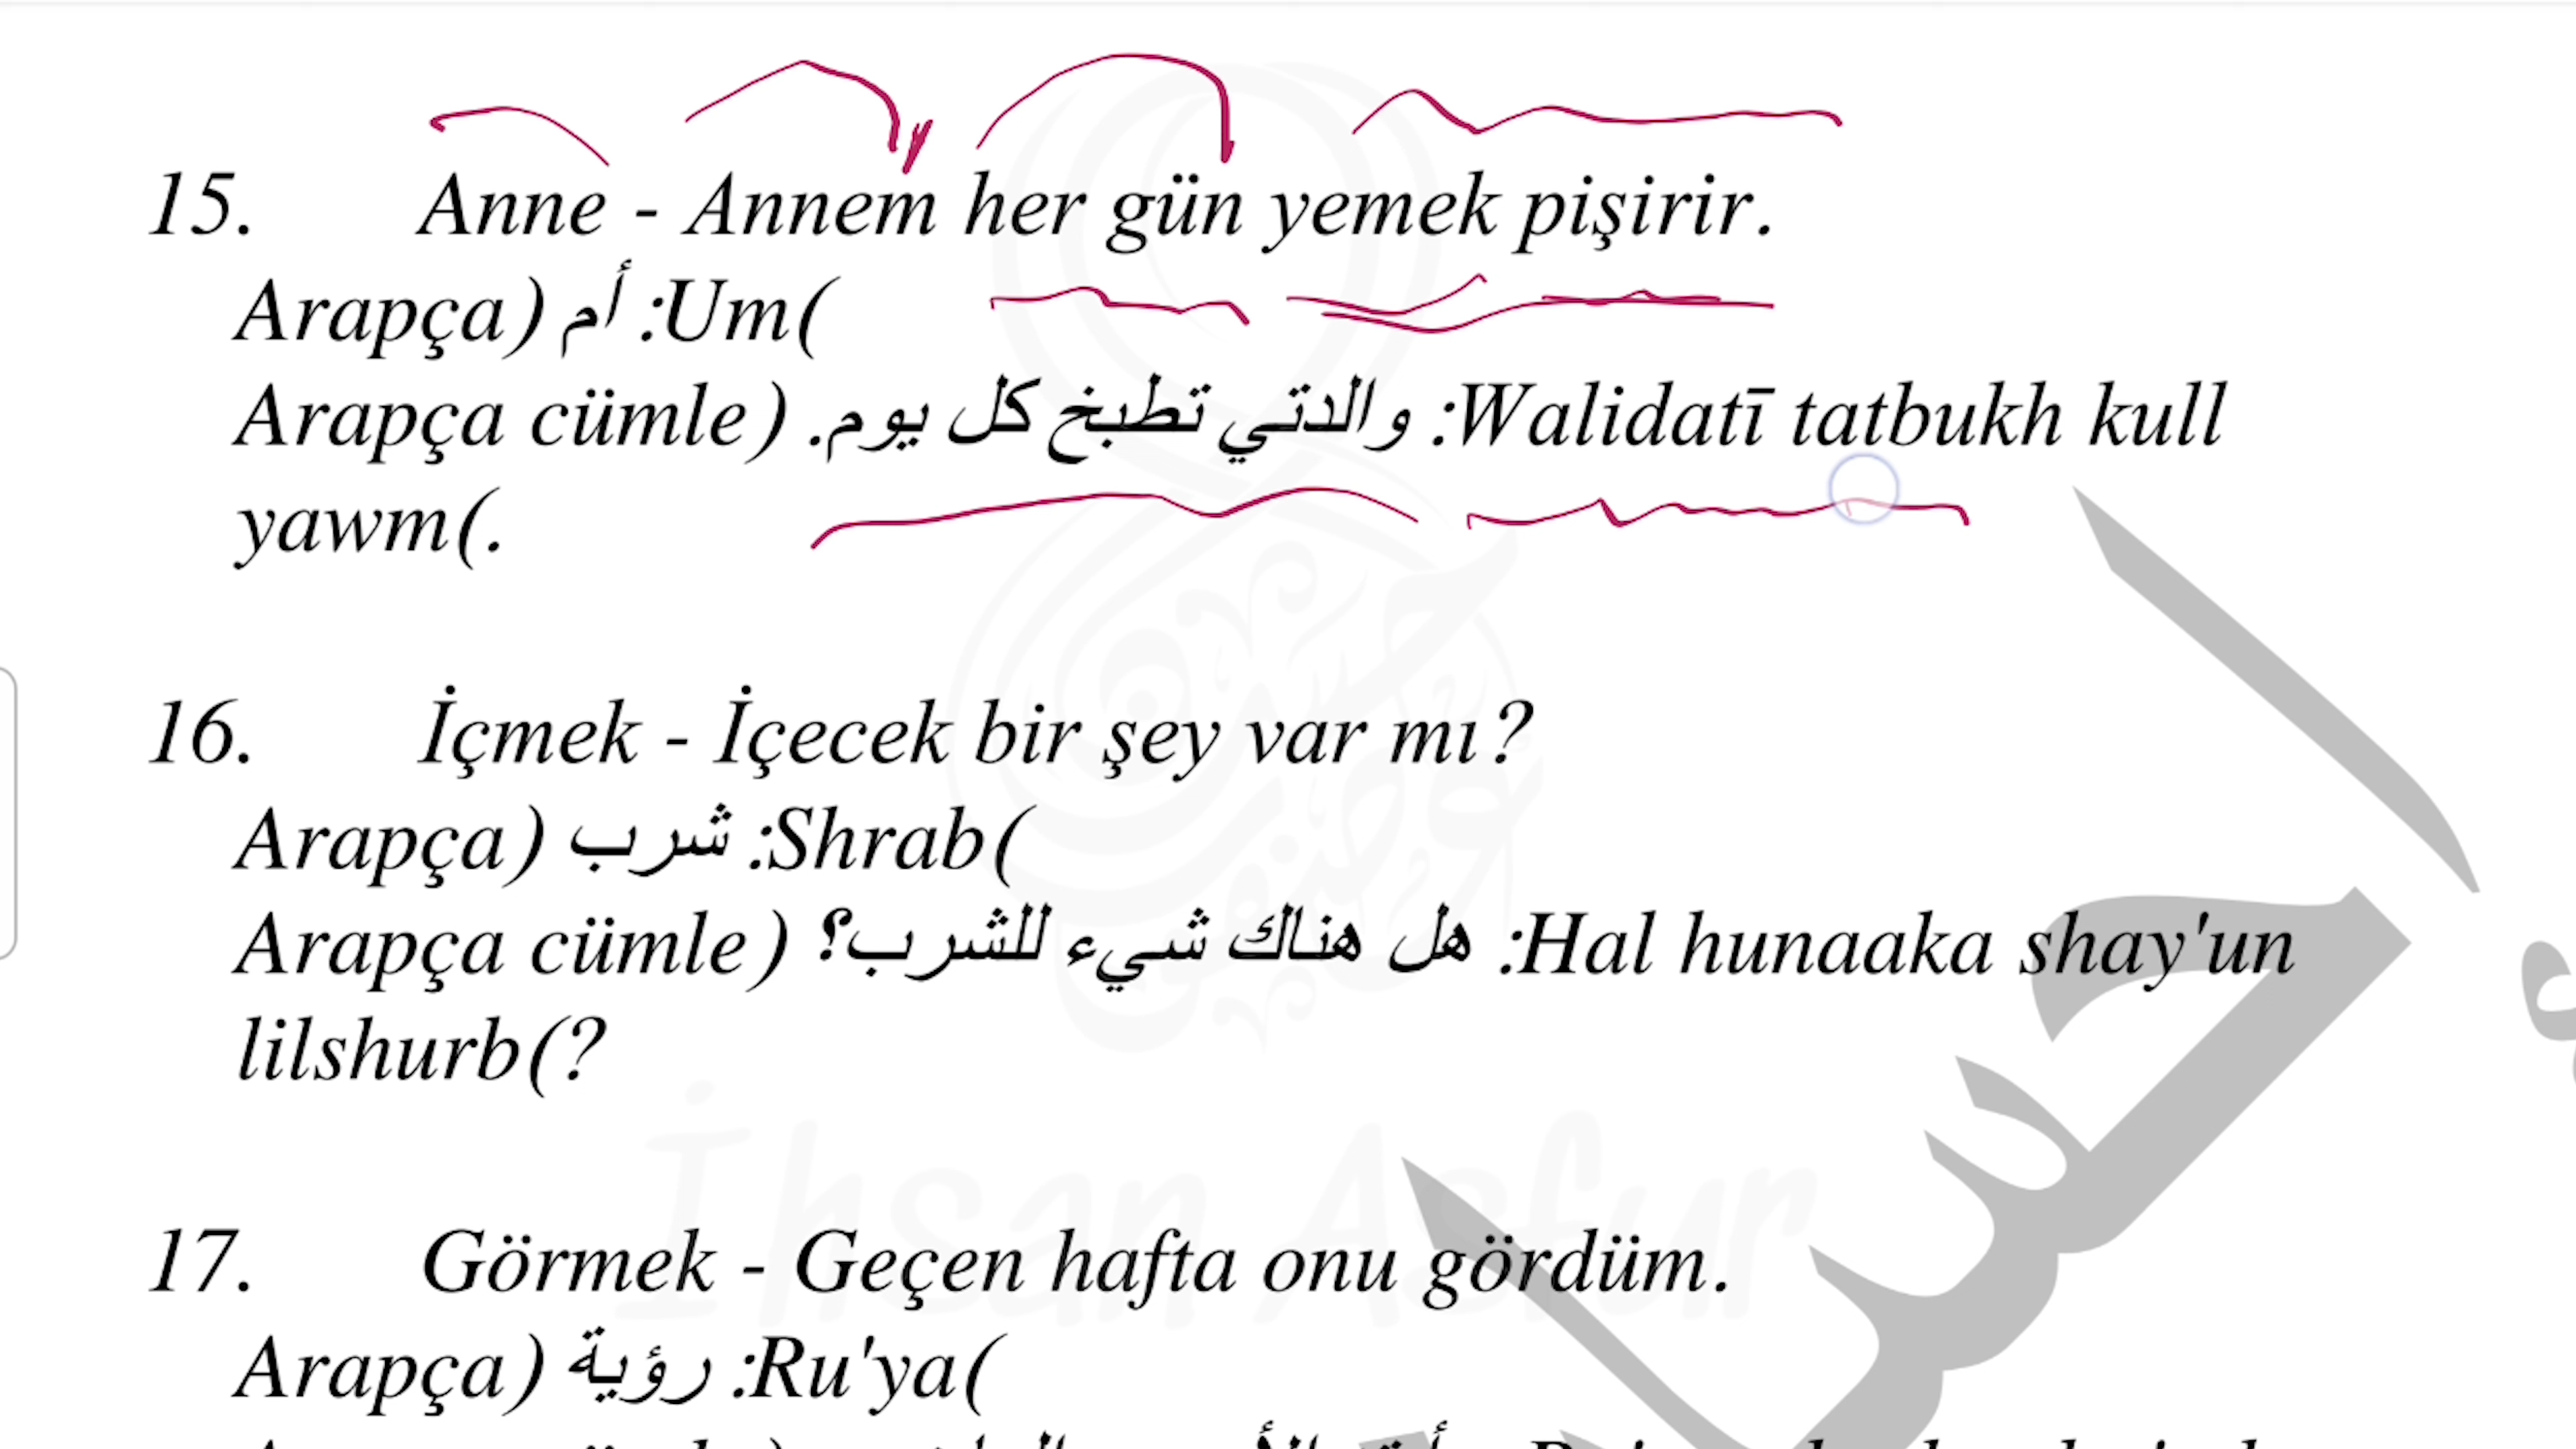 15. Anne - Annem her gün yemek pişirir.
Arapça) أم :Um(
Arapça cümle) والدتي تطبخ كل يوم. :Walidatī tatbukh kull
yawm(.
16. İçmek - İçecek bir şey var mı?
Arapça) شرب :Shrab(
Arapça cümle) هل هناك شيء للشرب؟ :Hal hunaaka shay'un
lilshurb(?
17. Görmek - Geçen hafta onu gördüm.
Arapça) رؤية :Ru'ya(
İhsan Asfur